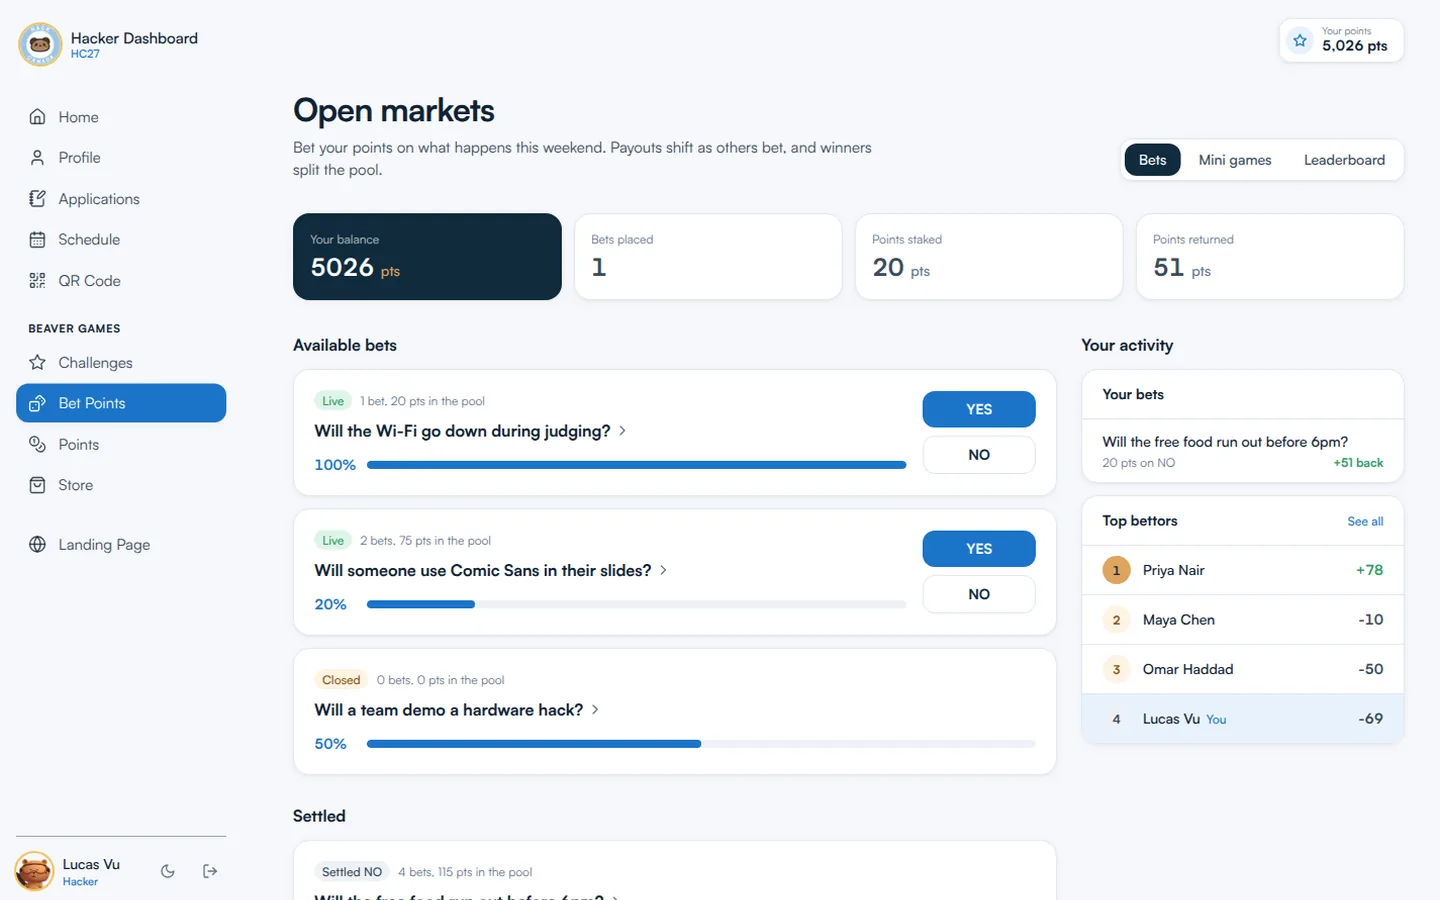 Hacker Dashboard
HC27
Your points
5,026 pts
Home
Profile
Applications
Schedule
QR Code
BEAVER GAMES
Challenges
Bet Points
Points
Store
Landing Page
Lucas Vu
Hacker
Open markets
Bet your points on what happens this weekend. Payouts shift as others bet, and winners
split the pool.
Bets
Mini games
Leaderboard
Your balance
5026 pts
Bets placed
1
Points staked
20 pts
Points returned
51 pts
Available bets
Live 1 bet, 20 pts in the pool
Will the Wi-Fi go down during judging?
100%
YES
NO
Live 2 bets, 75 pts in the pool
Will someone use Comic Sans in their slides?
20%
YES
NO
Closed 0 bets, 0 pts in the pool
Will a team demo a hardware hack?
50%
Settled
Settled NO 4 bets, 115 pts in the pool
Will the free food run out before 6pm?
Your activity
Your bets
Will the free food run out before 6pm?
20 pts on NO +51 back
Top bettors See all
1 Priya Nair +78
2 Maya Chen -10
3 Omar Haddad -50
4 Lucas Vu You -69